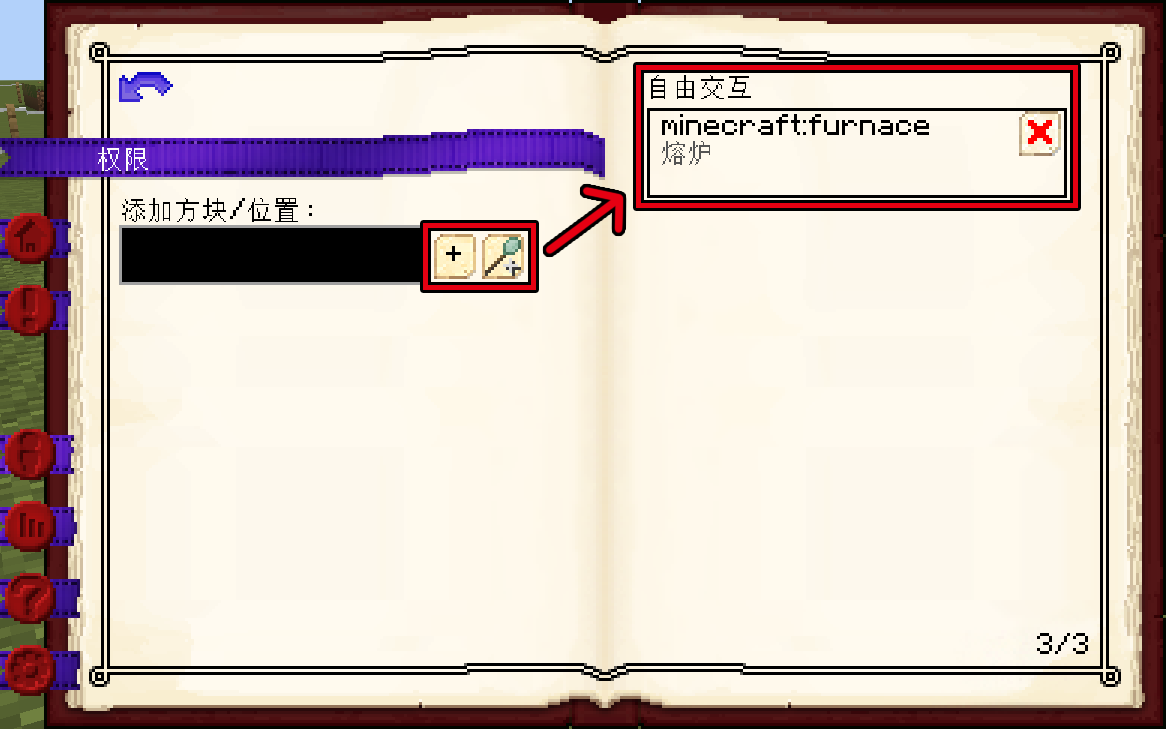 权限
添加方块/位置：
+
自由交互
minecraft:furnace
熔炉
3/3